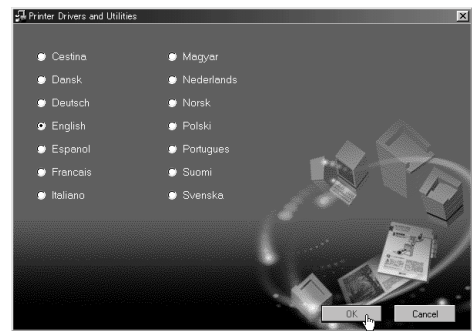 Printer Drivers and Utilities
Cestina
Dansk
Deutsch
English
Espanol
Francais
Italiano
Magyar
Nederlands
Norsk
Polski
Portugues
Suomi
Svenska
OK
Cancel